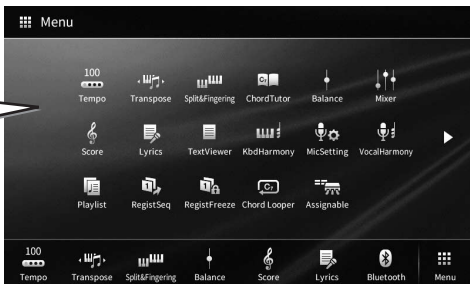 Menu
100
Tempo Transpose Split&Fingering ChordTutor Balance Mixer
Score Lyrics TextViewer KbdHarmony MicSetting VocalHarmony
Playlist RegistSeq RegistFreeze Chord Looper Assignable
100
Tempo Transpose Split&Fingering Balance Score Lyrics Bluetooth Menu